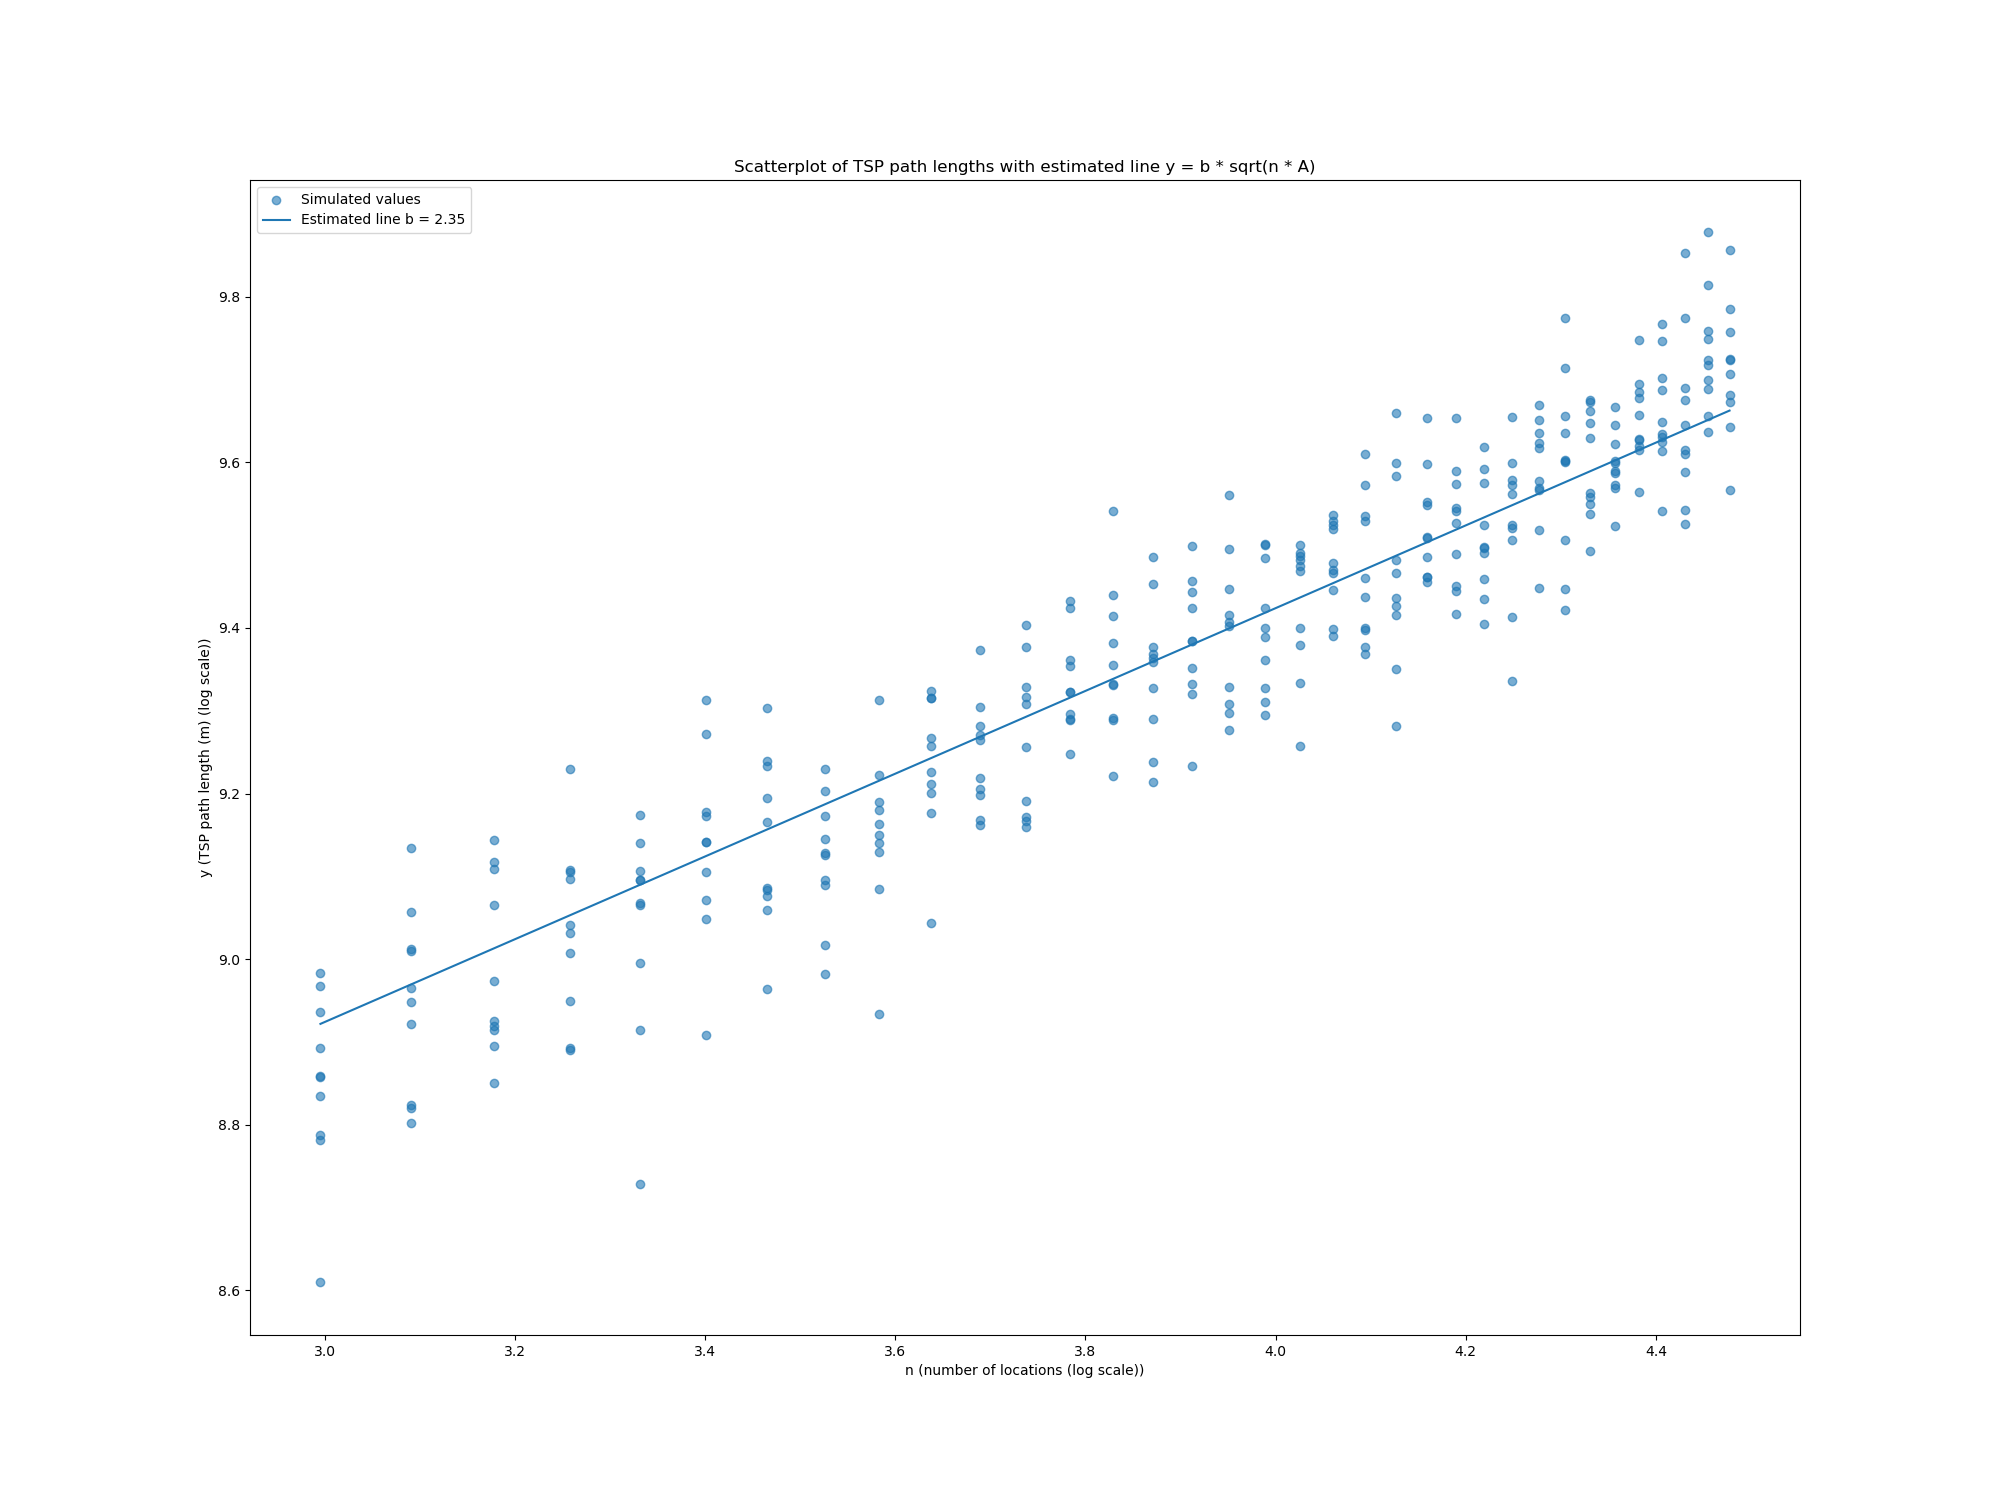 Scatterplot of TSP path lengths with estimated line y = b * sqrt(n * A)
Simulated values
Estimated line b = 2.35
9.8
9.6
9.4
9.2
9.0
8.8
8.6
y (TSP path length (m) (log scale))
3.0 3.2 3.4 3.6 3.8 4.0 4.2 4.4
n (number of locations (log scale))